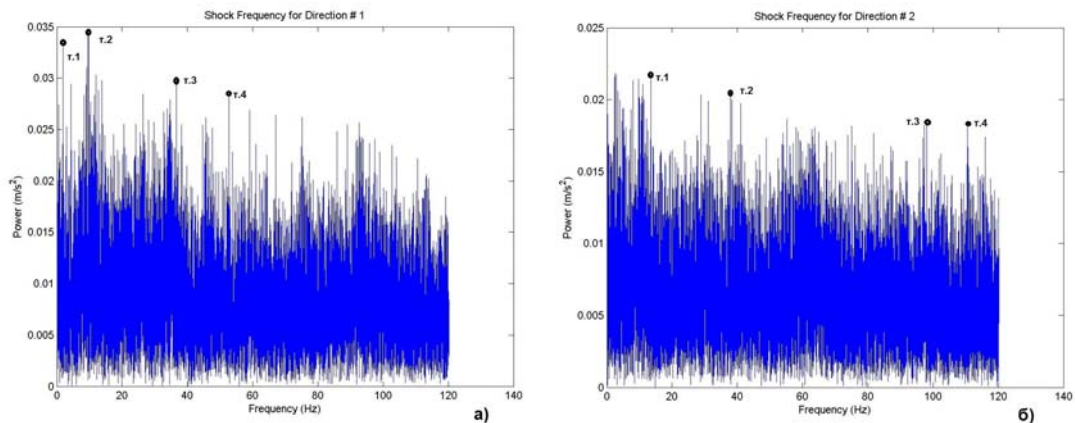 Shock Frequency for Direction # 1
0.035
0.03
0.025
0.02
0.015
0.01
0.005
0
Power (m/s²)
т.1
т.2
т.3
т.4
0 20 40 60 80 100 120 140
Frequency (Hz)
а)
Shock Frequency for Direction # 2
0.025
0.02
0.015
0.01
0.005
0
Power (m/s²)
т.1
т.2
т.3
т.4
0 20 40 60 80 100 120 140
Frequency (Hz)
б)